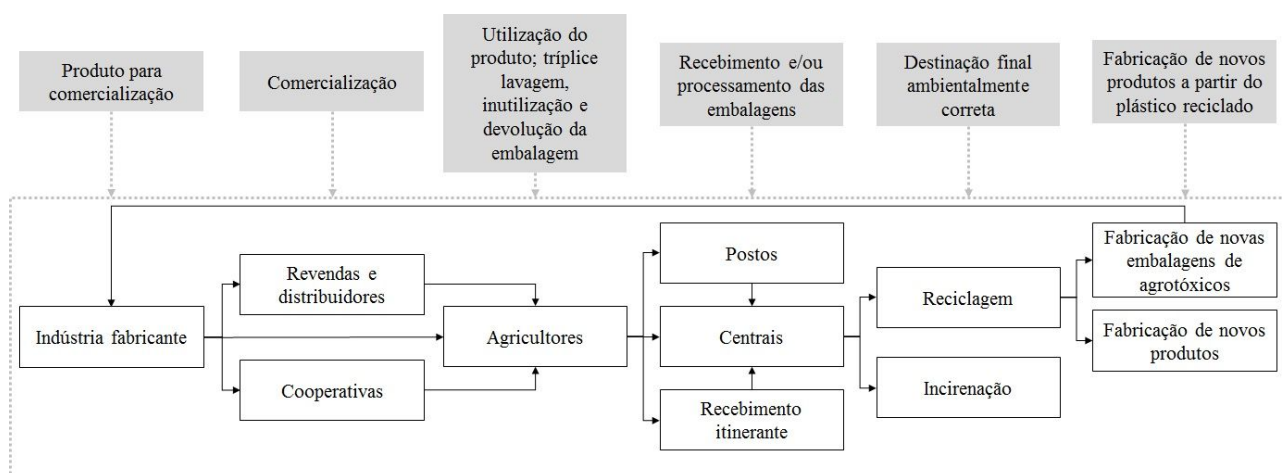 Produto para
comercialização
Comercialização
Utilização do
produto; tríplice
lavagem,
inutilização e
devolução da
embalagem
Recebimento e/ou
processamento das
embalagens
Destinação final
ambientalmente
correta
Fabricação de novos
produtos a partir do
plástico reciclado
Indústria fabricante
Revendas e
distribuidores
Cooperativas
Agricultores
Postos
Centrais
Recebimento
itinerante
Reciclagem
Incirenação
Fabricação de novas
embalagens de
agrotóxicos
Fabricação de novos
produtos